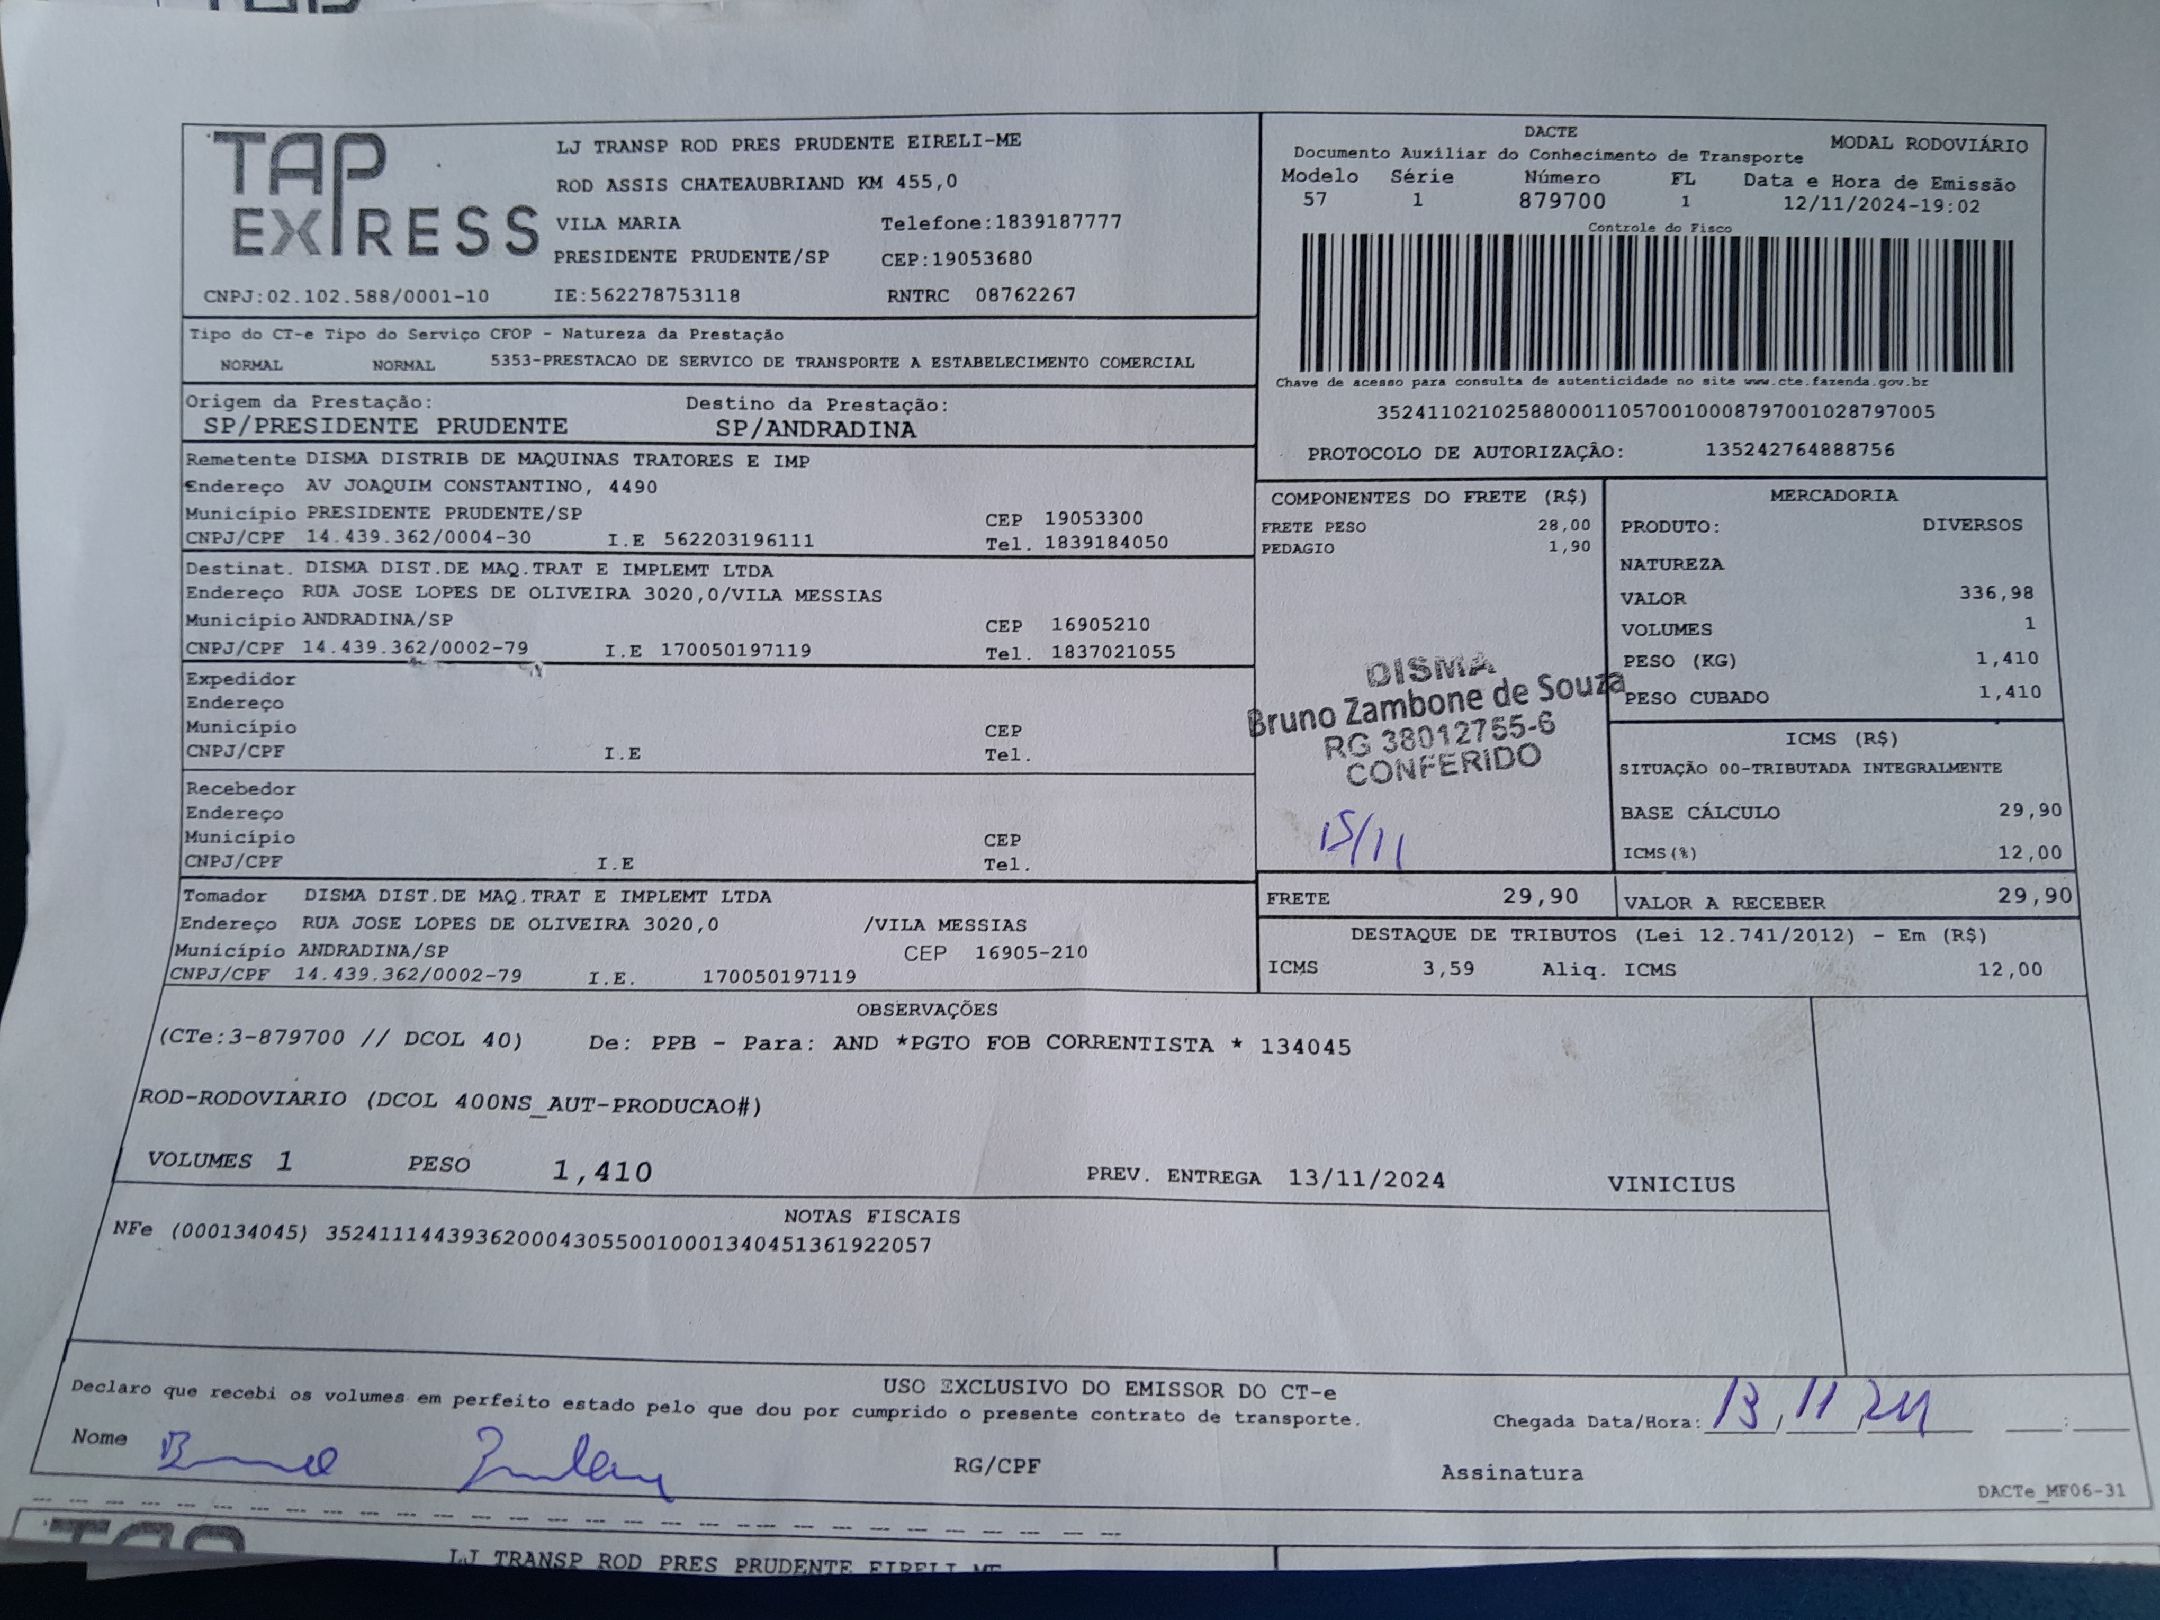 TAP EXPRESS
LJ TRANSP ROD PRES PRUDENTE EIRELI-ME
ROD ASSIS CHATEAUBRIAND KM 455,0
VILA MARIA Telefone:1839187777
PRESIDENTE PRUDENTE/SP CEP:19053680
CNPJ:02.102.588/0001-10 IE:562278753118 RNTRC 08762267
DACTE MODAL RODOVIÁRIO
Documento Auxiliar do Conhecimento de Transporte
Modelo Série Número FL Data e Hora de Emissão
57 1 879700 1 12/11/2024-19:02
Controle do Fisco
Chave de acesso para consulta de autenticidade no site www.cte.fazenda.gov.br
35241102102588000110570010008797001028797005
PROTOCOLO DE AUTORIZAÇÃO: 135242764888756
Tipo do CT-e Tipo do Serviço CFOP - Natureza da Prestação
NORMAL NORMAL 5353-PRESTACAO DE SERVICO DE TRANSPORTE A ESTABELECIMENTO COMERCIAL
Origem da Prestação: Destino da Prestação:
SP/PRESIDENTE PRUDENTE SP/ANDRADINA
Remetente DISMA DISTRIB DE MAQUINAS TRATORES E IMP
Endereço AV JOAQUIM CONSTANTINO, 4490
Município PRESIDENTE PRUDENTE/SP CEP 19053300
CNPJ/CPF 14.439.362/0004-30 I.E 562203196111 Tel. 1839184050
Destinat. DISMA DIST.DE MAQ.TRAT E IMPLEMT LTDA
Endereço RUA JOSE LOPES DE OLIVEIRA 3020,0/VILA MESSIAS
Município ANDRADINA/SP CEP 16905210
CNPJ/CPF 14.439.362/0002-79 I.E 170050197119 Tel. 1837021055
Expedidor
Endereço
Município CEP
CNPJ/CPF I.E Tel.
Recebedor
Endereço
Município CEP
CNPJ/CPF I.E Tel.
Tomador DISMA DIST.DE MAQ.TRAT E IMPLEMT LTDA
Endereço RUA JOSE LOPES DE OLIVEIRA 3020,0 /VILA MESSIAS
Município ANDRADINA/SP CEP 16905-210
CNPJ/CPF 14.439.362/0002-79 I.E. 170050197119
COMPONENTES DO FRETE (R$)
FRETE PESO 28,00
PEDAGIO 1,90
DISMA
Bruno Zambone de Souza
RG 38012755-6
CONFERIDO
15/11
MERCADORIA
PRODUTO: DIVERSOS
NATUREZA
VALOR 336,98
VOLUMES 1
PESO (KG) 1,410
PESO CUBADO 1,410
ICMS (R$)
SITUAÇÃO 00-TRIBUTADA INTEGRALMENTE
BASE CÁLCULO 29,90
ICMS(%) 12,00
FRETE 29,90 VALOR A RECEBER 29,90
DESTAQUE DE TRIBUTOS (Lei 12.741/2012) - Em (R$)
ICMS 3,59 Aliq. ICMS 12,00
OBSERVAÇÕES
(CTe:3-879700 // DCOL 40) De: PPB - Para: AND *PGTO FOB CORRENTISTA * 134045
ROD-RODOVIARIO (DCOL 400NS_AUT-PRODUCAO#)
VOLUMES 1 PESO 1,410 PREV. ENTREGA 13/11/2024 VINICIUS
NOTAS FISCAIS
NFe (000134045) 35241114439362000430550010001340451361922057
USO EXCLUSIVO DO EMISSOR DO CT-e
Declaro que recebi os volumes em perfeito estado pelo que dou por cumprido o presente contrato de transporte.
Chegada Data/Hora: 13/11/24 :
Nome RG/CPF Assinatura
DACTe_MF06-31
LJ TRANSP ROD PRES PRUDENTE EIRELI-ME